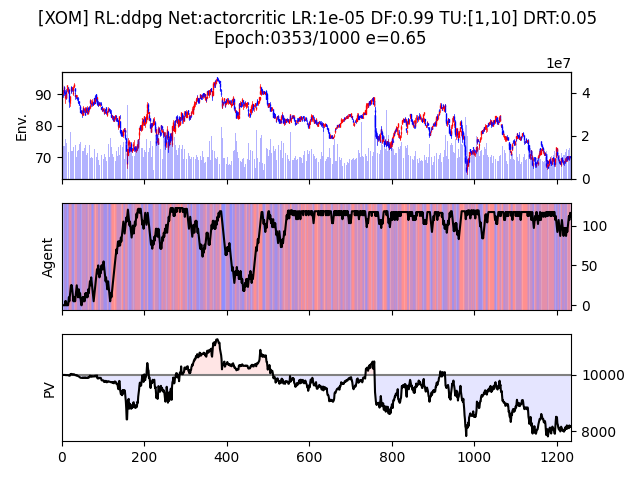 [XOM] RL:ddpg Net:actorcritic LR:1e-05 DF:0.99 TU:[1,10] DRT:0.05
Epoch:0353/1000 e=0.65
1e7
Env.
90
80
70
4
2
0
Agent
100
50
0
PV
10000
8000
0 200 400 600 800 1000 1200